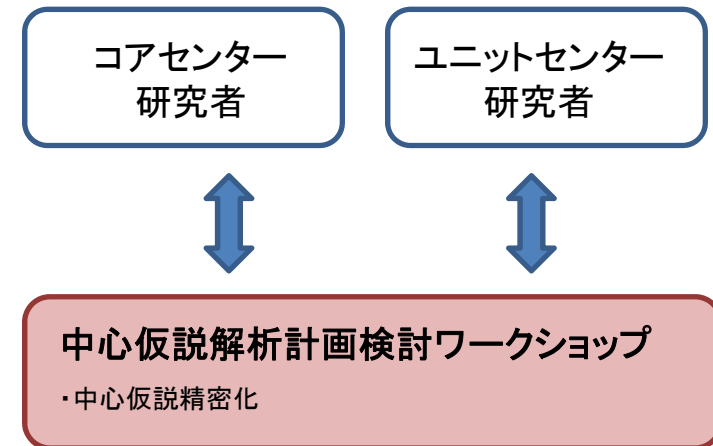 コアセンター
研究者
ユニットセンター
研究者
中心仮説解析計画検討ワークショップ
・中心仮説精密化